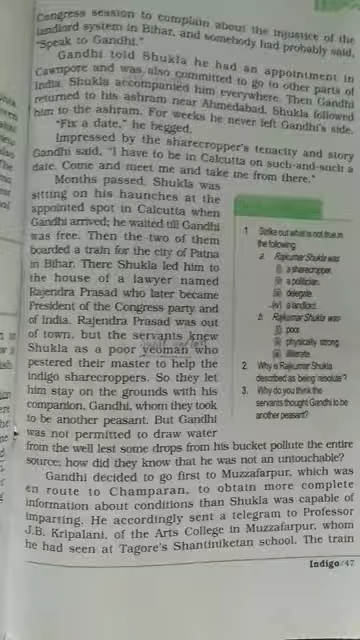 Congress session to complain about the injustice of the
landlord system in Bihar, and somebody had probably said,
"Speak to Gandhi."
Gandhi told Shukla he had an appointment in
Cawnpore and was also committed to go to other parts of
India. Shukla accompanied him everywhere. Then Gandhi
returned to his ashram near Ahmedabad. Shukla followed
him to the ashram. For weeks he never left Gandhi's side.
"Fix a date," he begged.
Impressed by the sharecropper's tenacity and story
Gandhi said, "I have to be in Calcutta on such-and-such a
date. Come and meet me and take me from there."
Months passed. Shukla was
sitting on his haunches at the
appointed spot in Calcutta when
Gandhi arrived; he waited till Gandhi
was free. Then the two of them
boarded a train for the city of Patna
in Bihar. There Shukla led him to
the house of a lawyer named
Rajendra Prasad who later became
President of the Congress party and
of India. Rajendra Prasad was out
of town, but the servants knew
Shukla as a poor yeoman who
pestered their master to help the
indigo sharecroppers. So they let
him stay on the grounds with his
companion, Gandhi, whom they took
to be another peasant. But Gandhi
was not permitted to draw water
from the well lest some drops from his bucket pollute the entire
source; how did they know that he was not an untouchable?
Gandhi decided to go first to Muzzafarpur, which was
en route to Champaran, to obtain more complete
information about conditions than Shukla was capable of
imparting. He accordingly sent a telegram to Professor
J.B. Kripalani, of the Arts College in Muzzafarpur, whom
he had seen at Tagore's Shantiniketan school. The train
1 Strike out what is not true in
the following.
a. Rajkumar Shukla was
(i) a sharecropper.
(ii) a politician.
(iii) delegate.
(iv) a landlord.
b. Rajkumar Shukla was
(i) poor.
(ii) physically strong.
(iii) illiterate.
2. Why is Rajkumar Shukla
described as being 'resolute'?
3. Why do you think the
servants thought Gandhi to be
another peasant?
Indigo/47